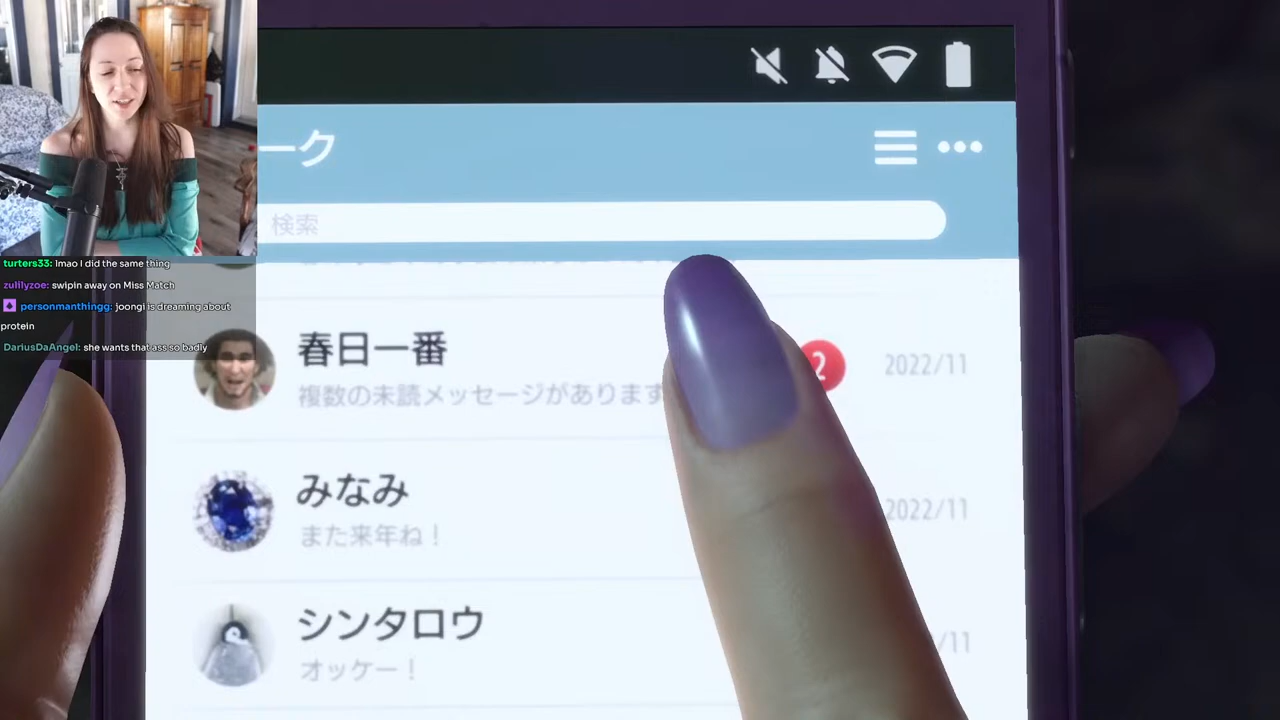 ーク
検索
turters33: lmao I did the same thing
zulilyzoe: swipin away on Miss Match
personmanthingg: joongi is dreaming about
protein
DariusDaAngel: she wants that ass so badly
春日一番
複数の未読メッセージがあります
2
2022/11
みなみ
また来年ね！
2022/11
シンタロウ
オッケー！
/11